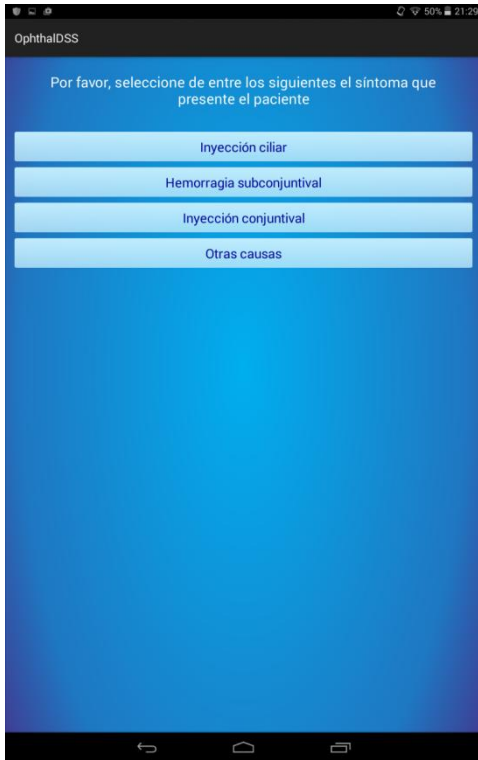 50% 21:29
OphthalDSS
Por favor, seleccione de entre los siguientes el síntoma que
presente el paciente
Inyección ciliar
Hemorragia subconjuntival
Inyección conjuntival
Otras causas